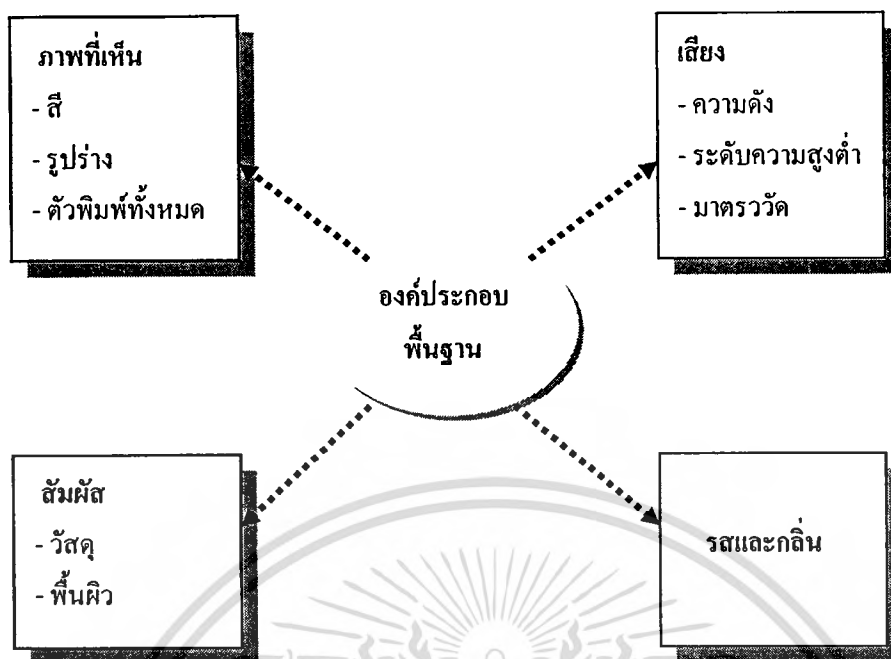 ภาพที่เห็น
- สี
- รูปร่าง
- ตัวพิมพ์ทั้งหมด
เสียง
- ความดัง
- ระดับความสูงต่ำ
- มาตรวัด
องค์ประกอบ
พื้นฐาน
สัมผัส
- วัสดุ
- พื้นผิว
รสและกลิ่น